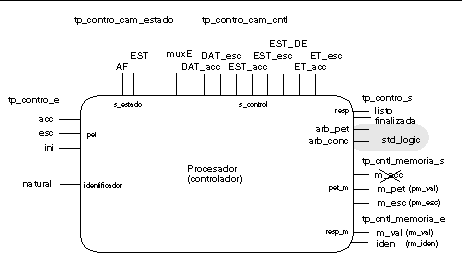 tp_contro_cam_estado tp_contro_cam_cntl
EST_DE
EST muxE DAT_esc EST_esc ET_esc
AF DAT_acc EST_acc ET_acc
tp_contro_e s_estado s_control tp_contro_s
resp listo
finalizada
acc
esc pet arb_pet
arb_conc std_logic
ini
tp_cntl_memoria_s
Procesador
(controlador)
m_acc
natural identificador pet_m m_pet (pm_val)
m_esc (pm_esc)
tp_cntl_memoria_e
resp_m m_val (rm_val)
iden (rm_iden)